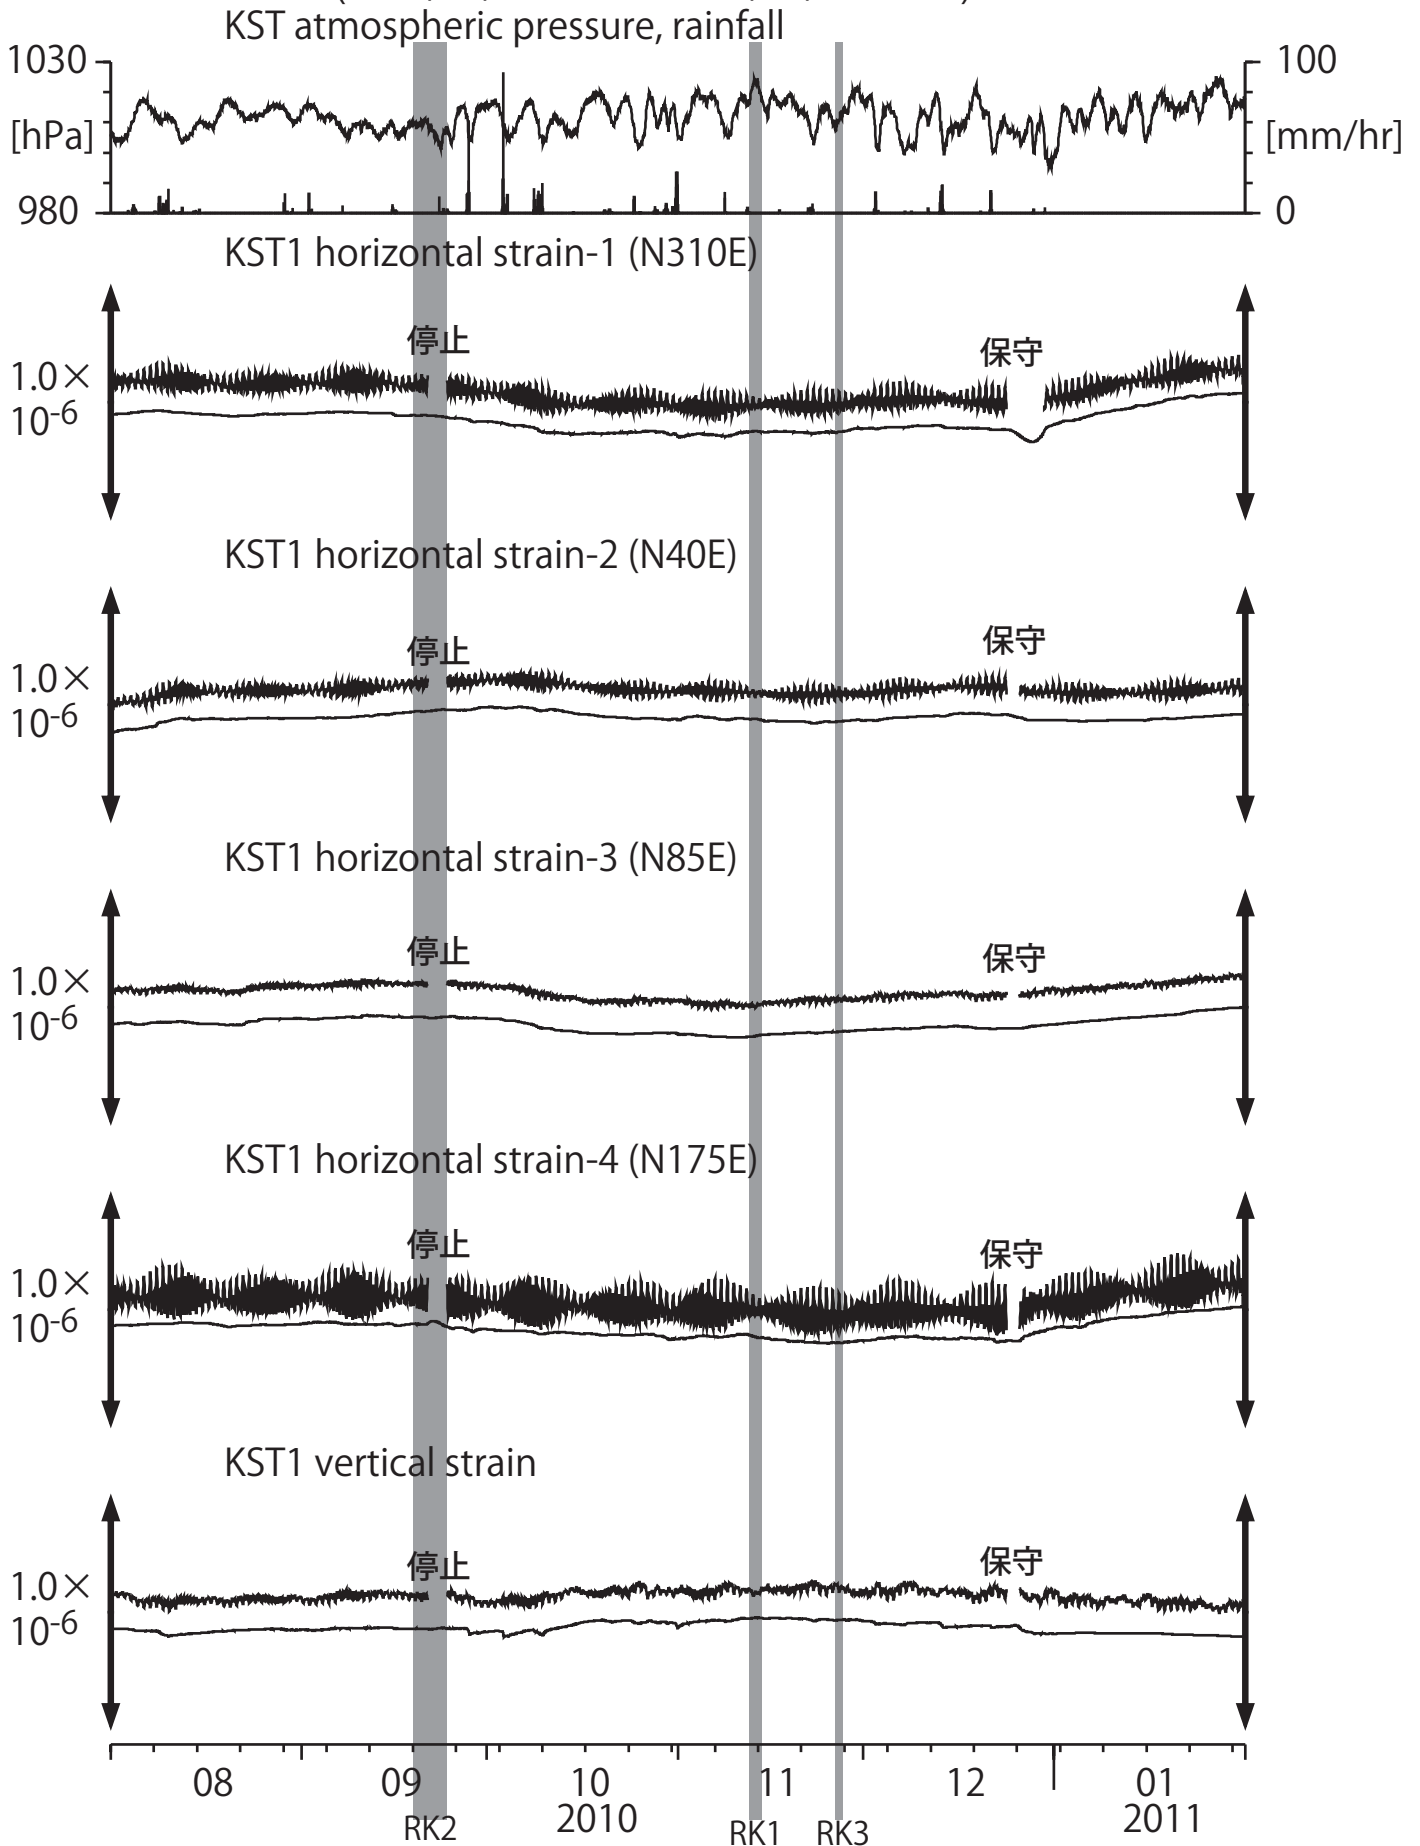 KST atmospheric pressure, rainfall
1030
100
[hPa]
[mm/hr]
980
0
KST1 horizontal strain-1 (N310E)
停止
保守
1.0×
10-6
KST1 horizontal strain-2 (N40E)
停止
保守
1.0×
10-6
KST1 horizontal strain-3 (N85E)
停止
保守
1.0×
10-6
KST1 horizontal strain-4 (N175E)
停止
保守
1.0×
10-6
KST1 vertical strain
停止
保守
1.0×
10-6
08 09 10 11 12 01
2010 2011
RK2 RK1 RK3